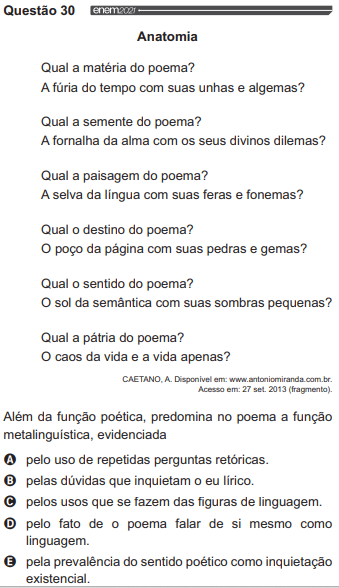 Questão 30 enem2021
Anatomia
Qual a matéria do poema?
A fúria do tempo com suas unhas e algemas?
Qual a semente do poema?
A fornalha da alma com os seus divinos dilemas?
Qual a paisagem do poema?
A selva da língua com suas feras e fonemas?
Qual o destino do poema?
O poço da página com suas pedras e gemas?
Qual o sentido do poema?
O sol da semântica com suas sombras pequenas?
Qual a pátria do poema?
O caos da vida e a vida apenas?
CAETANO, A. Disponível em: www.antoniomiranda.com.br.
Acesso em: 27 set. 2013 (fragmento).
Além da função poética, predomina no poema a função
metalinguística, evidenciada
A pelo uso de repetidas perguntas retóricas.
B pelas dúvidas que inquietam o eu lírico.
C pelos usos que se fazem das figuras de linguagem.
D pelo fato de o poema falar de si mesmo como
linguagem.
E pela prevalência do sentido poético como inquietação
existencial.